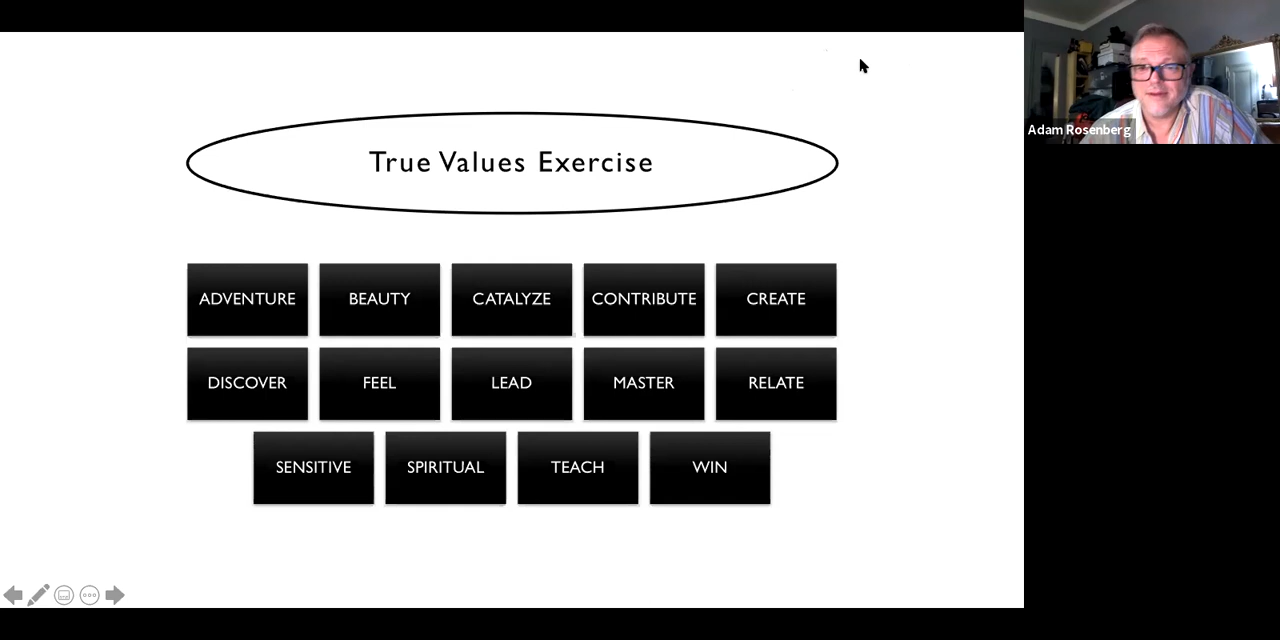 True Values Exercise
ADVENTURE
BEAUTY
CATALYZE
CONTRIBUTE
CREATE
DISCOVER
FEEL
LEAD
MASTER
RELATE
SENSITIVE
SPIRITUAL
TEACH
WIN
Adam Rosenberg